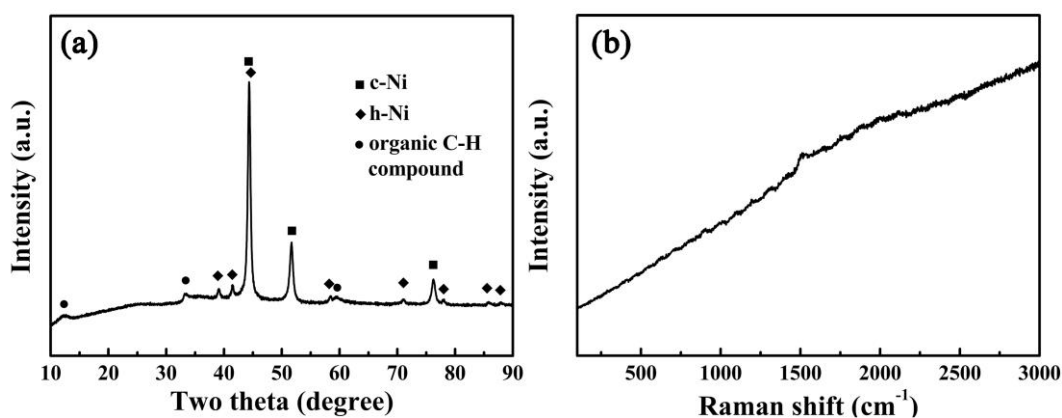 (a)
c-Ni
h-Ni
organic C-H
compound
Intensity (a.u.)
10 20 30 40 50 60 70 80 90
Two theta (degree)
(b)
Intensity (a.u.)
500 1000 1500 2000 2500 3000
Raman shift (cm⁻¹)